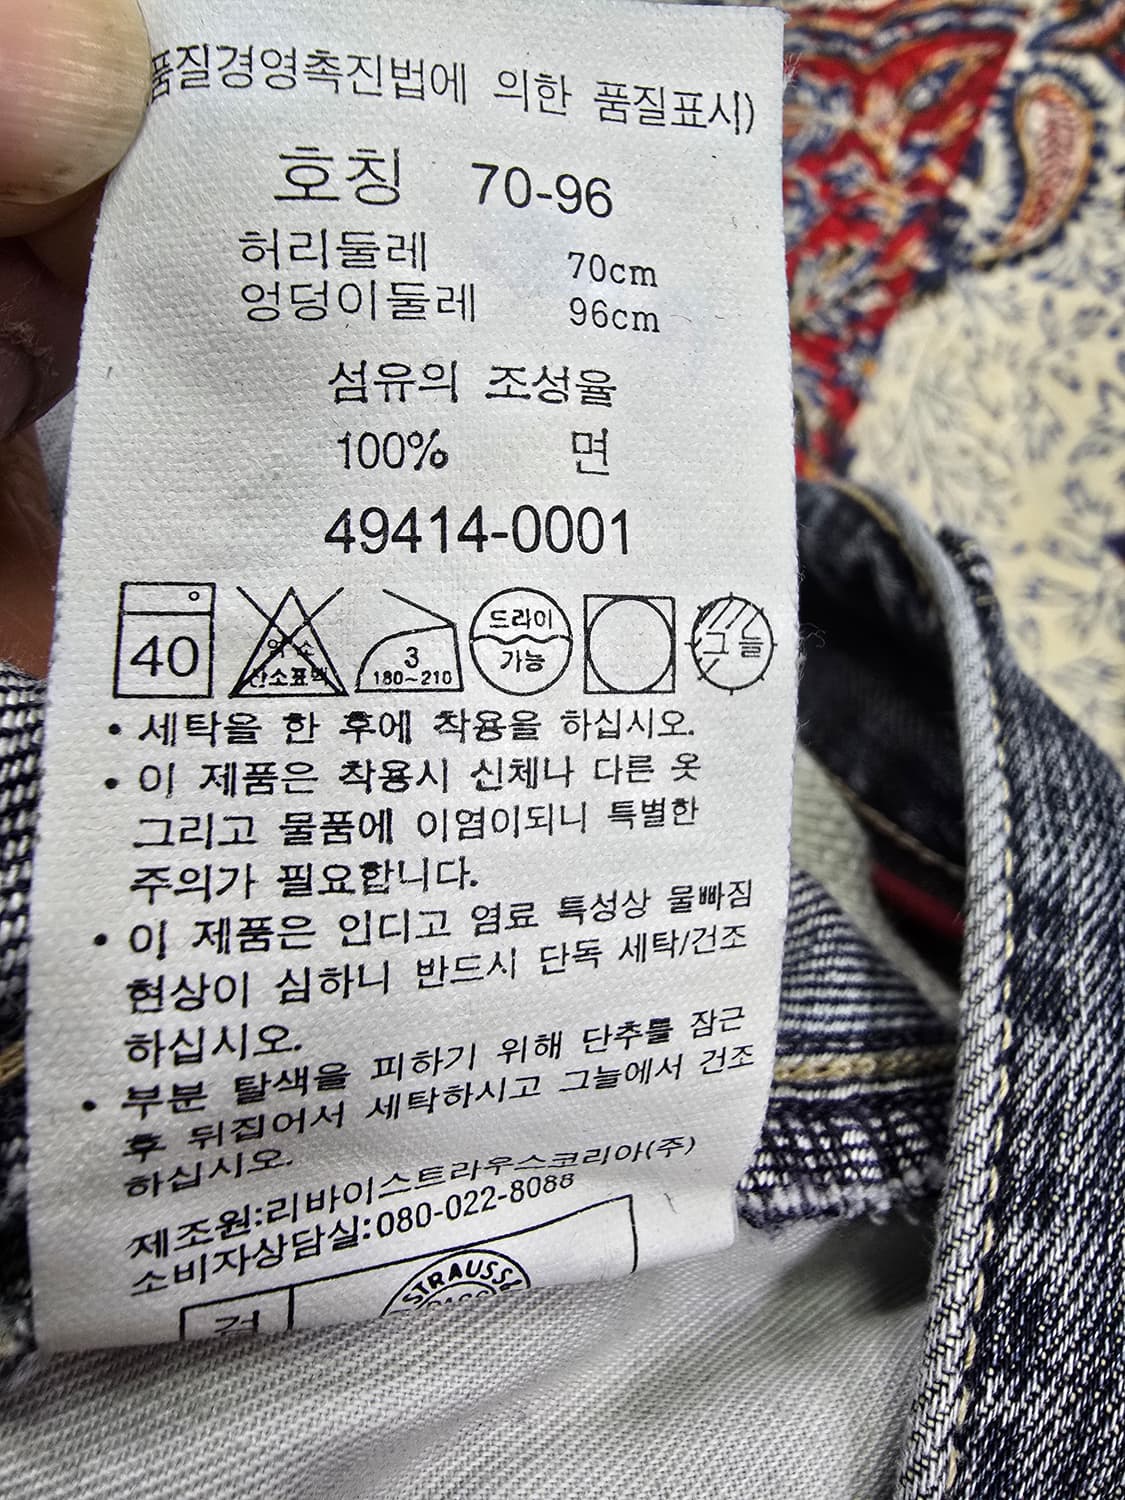 품질경영촉진법에 의한 품질표시)
호칭 70-96
허리둘레 70cm
엉덩이둘레 96cm
섬유의 조성율
100% 면
49414-0001
40
염소
산소표백
3
180~210
드라이
가능
그늘
• 세탁을 한 후에 착용을 하십시오.
• 이 제품은 착용시 신체나 다른 옷
그리고 물품에 이염이되니 특별한
주의가 필요합니다.
• 이 제품은 인디고 염료 특성상 물빠짐
현상이 심하니 반드시 단독 세탁/건조
하십시오.
• 부분 탈색을 피하기 위해 단추를 잠근
후 뒤집어서 세탁하시고 그늘에서 건조
하십시오.
제조원:리바이스트라우스코리아(주)
소비자상담실:080-022-8088
검
STRAUSS